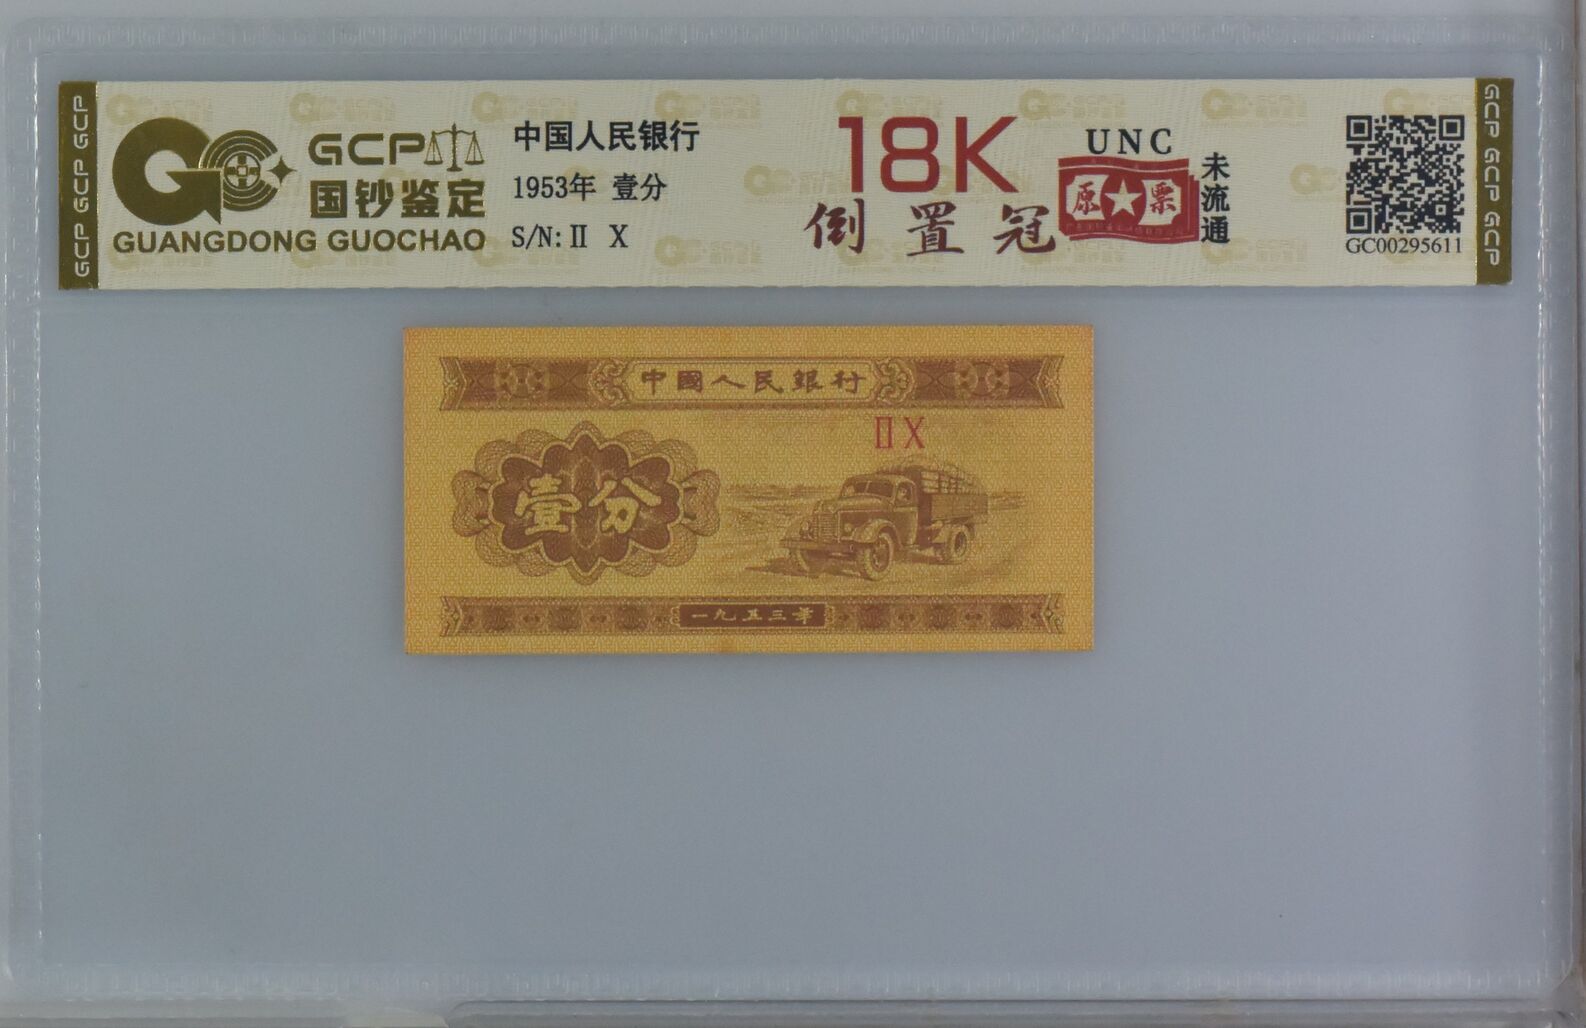 GCP GCP GCP
GCP
国钞鉴定
GUANGDONG GUOCHAO
中国人民银行
1953年 壹分
S/N: II X
18K
倒置冠
UNC
原票
未流通
GC00295611
GCP GCP GCP
中國人民銀行
II X
壹分
一九五三年